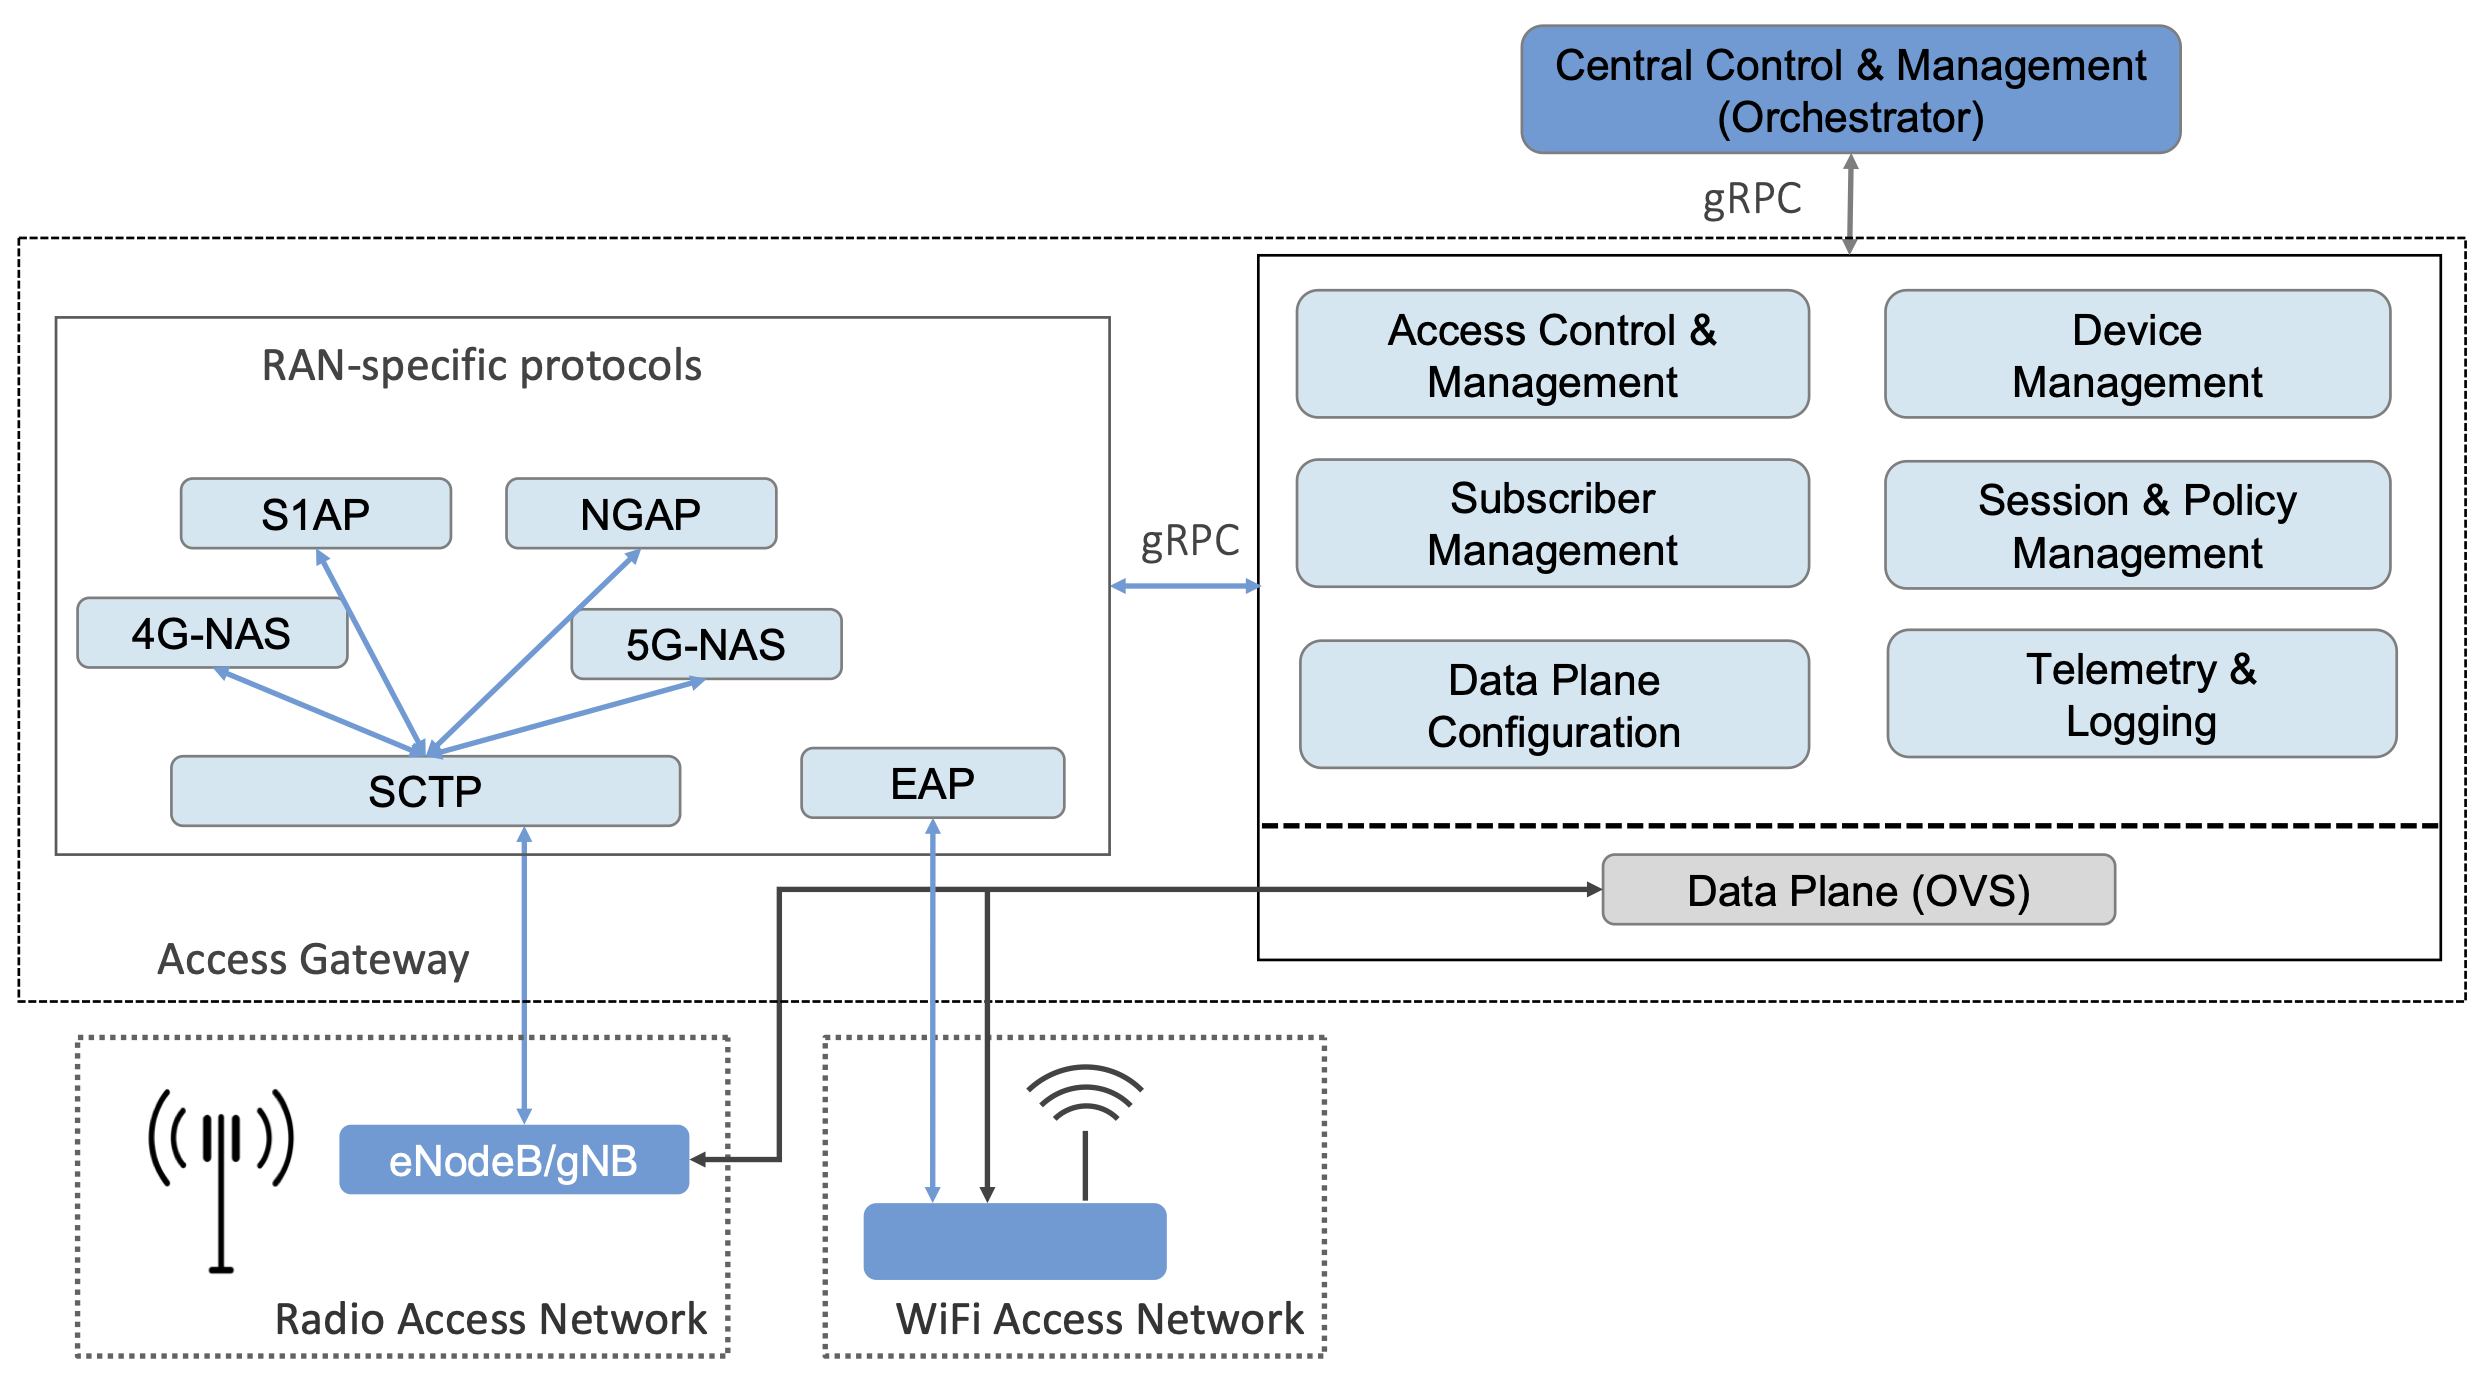 Central Control & Management
(Orchestrator)
gRPC
RAN-specific protocols
S1AP
NGAP
4G-NAS
5G-NAS
SCTP
EAP
gRPC
Access Control &
Management
Device
Management
Subscriber
Management
Session & Policy
Management
Data Plane
Configuration
Telemetry &
Logging
Data Plane (OVS)
Access Gateway
eNodeB/gNB
Radio Access Network
WiFi Access Network